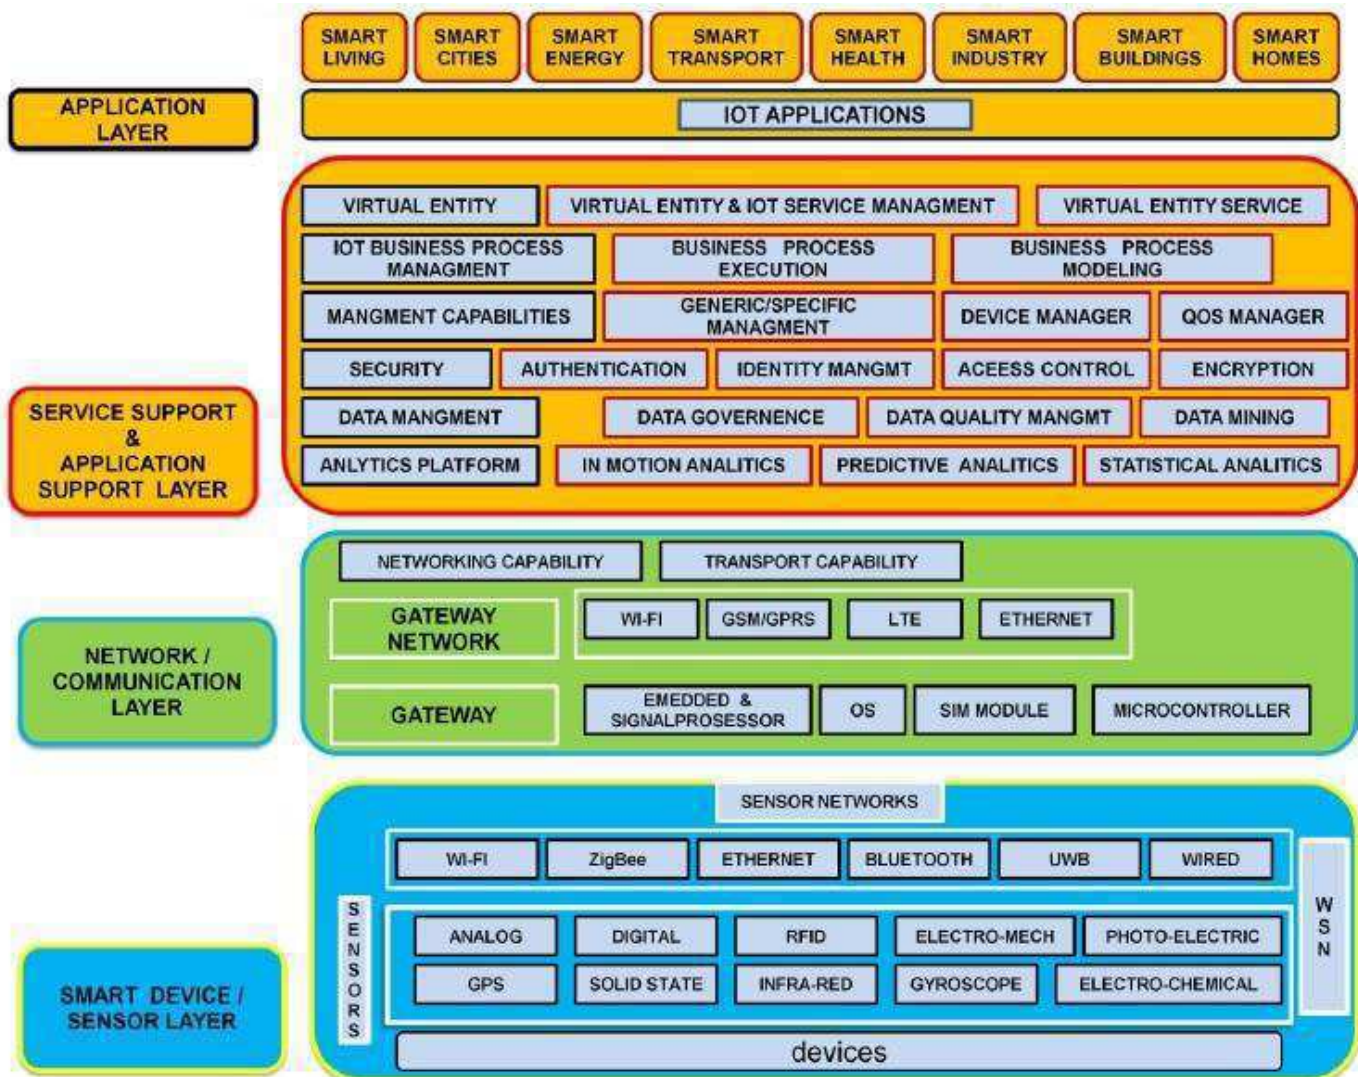 SMART
LIVING
SMART
CITIES
SMART
ENERGY
SMART
TRANSPORT
SMART
HEALTH
SMART
INDUSTRY
SMART
BUILDINGS
SMART
HOMES
APPLICATION
LAYER
IOT APPLICATIONS
VIRTUAL ENTITY
VIRTUAL ENTITY & IOT SERVICE MANAGMENT
VIRTUAL ENTITY SERVICE
IOT BUSINESS PROCESS
MANAGMENT
BUSINESS PROCESS
EXECUTION
BUSINESS PROCESS
MODELING
MANGMENT CAPABILITIES
GENERIC/SPECIFIC
MANAGMENT
DEVICE MANAGER
QOS MANAGER
SECURITY
AUTHENTICATION
IDENTITY MANGMT
ACEESS CONTROL
ENCRYPTION
SERVICE SUPPORT
&
APPLICATION
SUPPORT LAYER
DATA MANGMENT
DATA GOVERNENCE
DATA QUALITY MANGMT
DATA MINING
ANLYTICS PLATFORM
IN MOTION ANALITICS
PREDICTIVE ANALITICS
STATISTICAL ANALITICS
NETWORK /
COMMUNICATION
LAYER
NETWORKING CAPABILITY
TRANSPORT CAPABILITY
GATEWAY
NETWORK
WI-FI
GSM/GPRS
LTE
ETHERNET
GATEWAY
EMEDDED &
SIGNALPROSESSOR
OS
SIM MODULE
MICROCONTROLLER
SMART DEVICE /
SENSOR LAYER
SENSOR NETWORKS
WI-FI
ZigBee
ETHERNET
BLUETOOTH
UWB
WIRED
SENSORS
ANALOG
DIGITAL
RFID
ELECTRO-MECH
PHOTO-ELECTRIC
GPS
SOLID STATE
INFRA-RED
GYROSCOPE
ELECTRO-CHEMICAL
WSN
devices